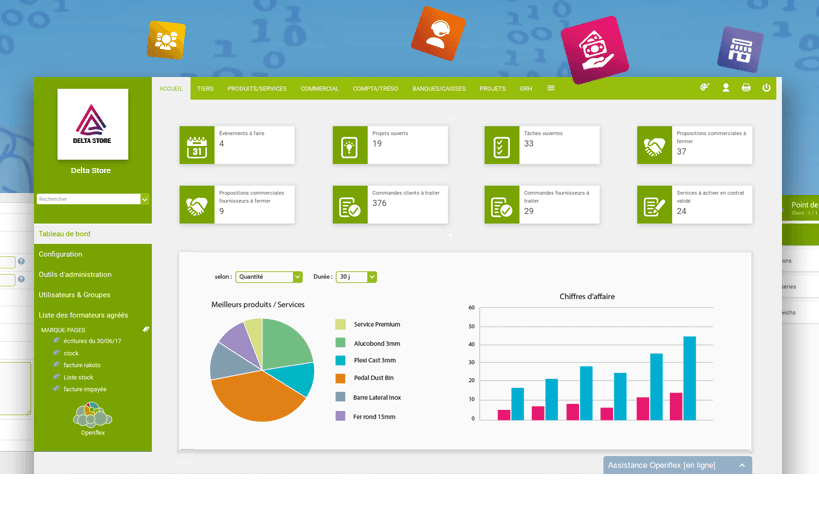 ACCUEIL TIERS PRODUITS/SERVICES COMMERCIAL COMPTA/TRÉSO BANQUES/CAISSES PROJETS GRH
DELTA STORE
Delta Store
Rechercher
Tableau de bord
Configuration
Outils d'administration
Utilisateurs & Groupes
Liste des formateurs agréés
MARQUE-PAGES
écritures du 30/06/17
stock
facture rakoto
Liste stock
facture impayée
Openflex
31
Événements à faire
4
Projets ouverts
19
Tâches ouvertes
33
Propositions commerciales à
fermer
37
Propositions commerciales
fournisseurs à fermer
9
Commandes clients à traiter
376
Commandes fournisseurs à
traiter
29
Services à activer en contrat
validé
24
selon : Quantité Durée : 30 j
Meilleurs produits / Services
Service Premium
Alucobond 3mm
Plexi Cast 3mm
Pedal Dust Bin
Barre Lateral Inox
Fer rond 15mm
Chiffres d'affaire
60
50
40
30
20
10
0
Point de
Assistance Openflex [en ligne]